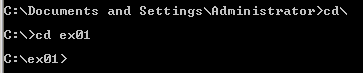 C:\Documents and Settings\Administrator>cd\
C:\>cd ex01
C:\ex01>